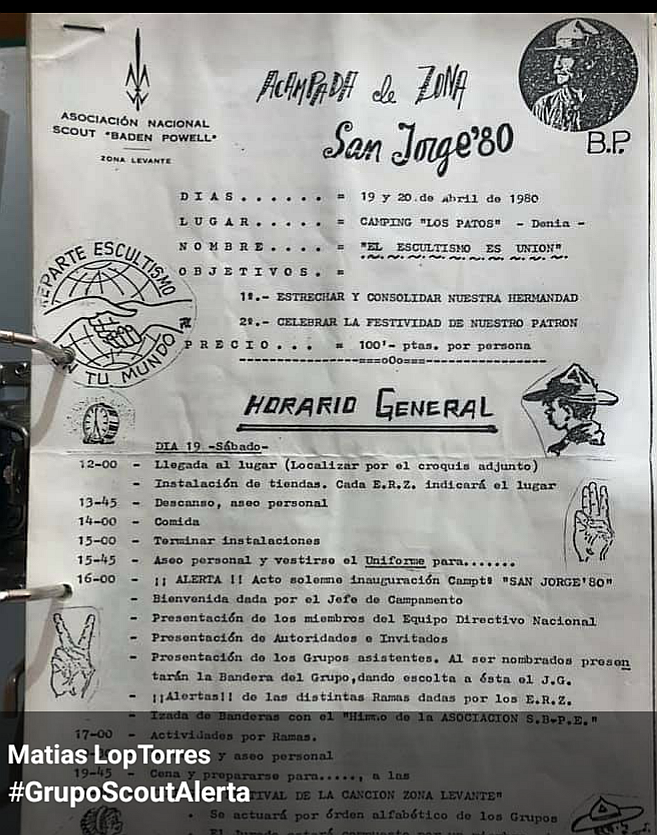 ASOCIACIÓN NACIONAL
SCOUT "BADEN POWELL"
ZONA LEVANTE
ACAMPADA de ZONA
San Jorge'80
B.P.
DIAS....... = 19 y 20.de Abril de 1980
LUGAR..... = CAMPING "LOS PATOS" - Denia -
NOMBRE.... = "EL ESCULTISMO ES UNION"
OBJETIVOS. =
1º.- ESTRECHAR Y CONSOLIDAR NUESTRA HERMANDAD
2º.- CELEBRAR LA FESTIVIDAD DE NUESTRO PATRON
PRECIO... = 100'- ptas. por persona
===oOo===
REPARTE ESCULTISMO
EN TU MUNDO
HORARIO GENERAL
DIA 19 -Sábado-
12-00 - Llegada al lugar (Localizar por el croquis adjunto)
- Instalación de tiendas. Cada E.R.Z. indicará el lugar
13-45 - Descanso, aseo personal
14-00 - Comida
15-00 - Terminar instalaciones
15-45 - Aseo personal y vestirse el Uniforme para.......
16-00 - ¡¡ ALERTA !! Acto solemne inauguración Camptº "SAN JORGE'80"
- Bienvenida dada por el Jefe de Campamento
- Presentación de los miembros del Equipo Directivo Nacional
- Presentación de Autoridades e Invitados
- Presentación de los Grupos asistentes. Al ser nombrados presen
tarán la Bandera del Grupo,dando escolta a ésta el J.G.
- ¡¡Alertas!! de las distintas Ramas dadas por los E.R.Z.
- Izada de Banderas con el "Himno de la ASOCIACION S.B.P.E."
17-00 - Actividades por Ramas.
y aseo personal
19-45 - Cena y prepararse para....., a las
DE LA CANCION ZONA LEVANTE"
- Se actuará por órden alfabético de los Grupos
Matias LopTorres
#GrupoScoutAlerta